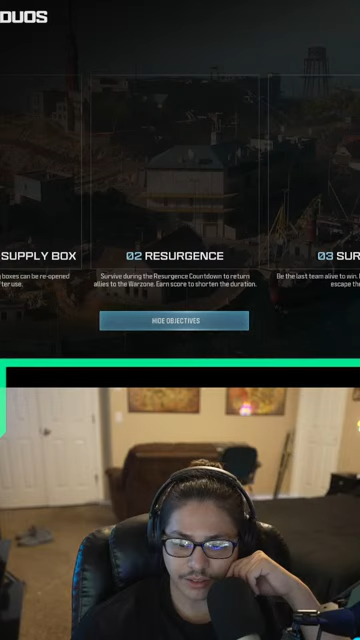 DUOS
SUPPLY BOX
02 RESURGENCE
03 SUR
boxes can be re-opened
Survive during the Resurgence Countdown to return
Be the last team alive to win.
allies to the Warzone. Earn score to shorten the duration.
escape the
HIDE OBJECTIVES